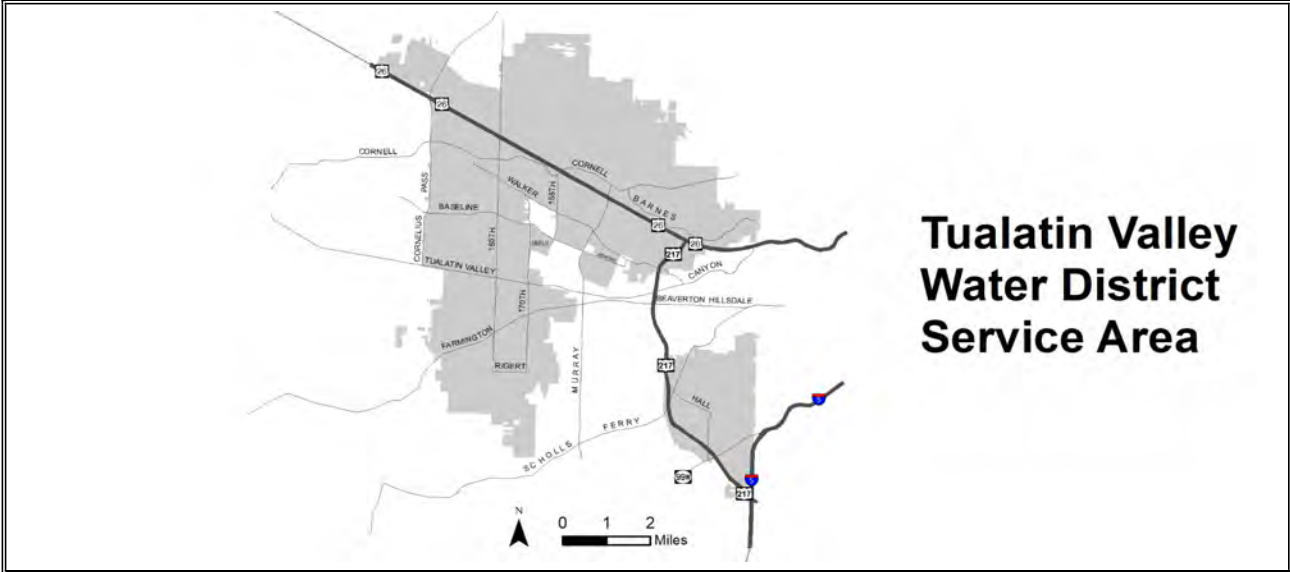 26
26
CORNELL
CORNELL
PASS
WALKER
158TH
BARNES
BASELINE
26
26
217
CORNELIUS
185TH
TUALATIN VALLEY
CANYON
170TH
BEAVERTON HILLSDALE
FARMINGTON
RIGERT
MURRAY
217
HALL
5
SCHOLLS FERRY
99W
5
217
N
0 1 2
Miles
Tualatin Valley
Water District
Service Area